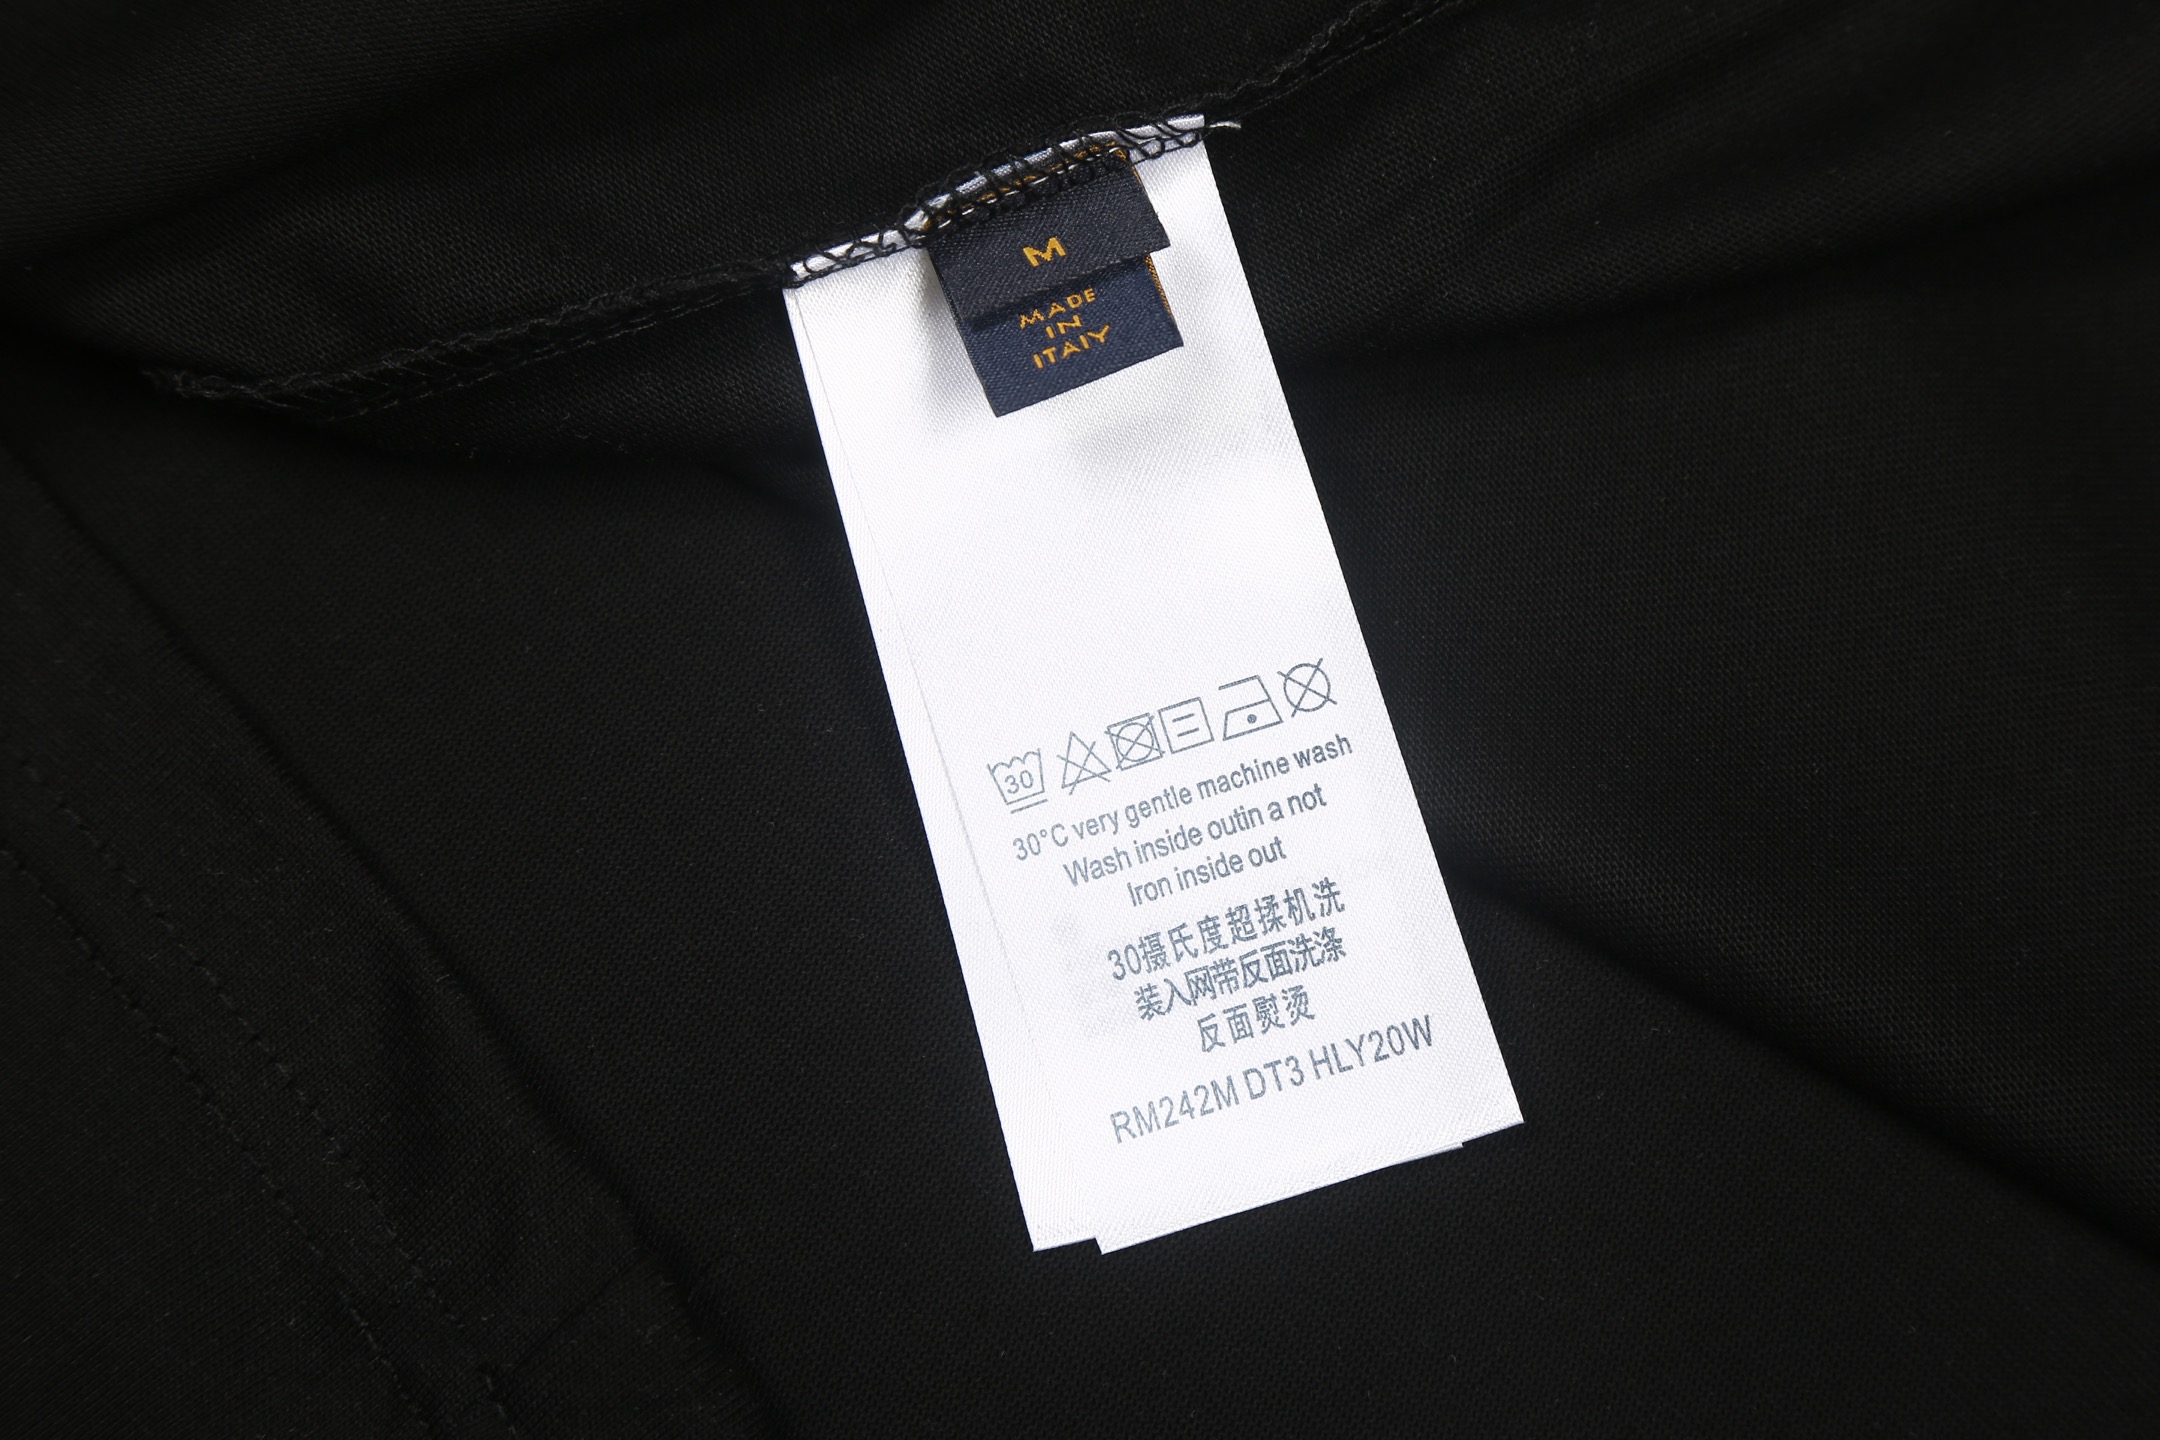 M
MADE
IN
ITAIY
30
30°C very gentle machine wash
Wash inside outin a not
Iron inside out
30摄氏度超揉机洗
装入网带反面洗涤
反面熨烫
RM242M DT3 HLY20W